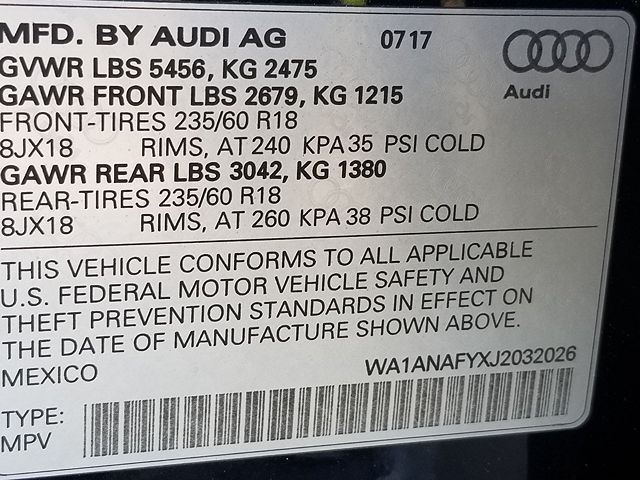 MFD. BY AUDI AG 0717
GVWR LBS 5456, KG 2475
Audi
GAWR FRONT LBS 2679, KG 1215
FRONT-TIRES 235/60 R18
8JX18 RIMS, AT 240 KPA 35 PSI COLD
GAWR REAR LBS 3042, KG 1380
REAR-TIRES 235/60 R18
8JX18 RIMS, AT 260 KPA 38 PSI COLD
THIS VEHICLE CONFORMS TO ALL APPLICABLE
U.S. FEDERAL MOTOR VEHICLE SAFETY AND
THEFT PREVENTION STANDARDS IN EFFECT ON
THE DATE OF MANUFACTURE SHOWN ABOVE.
MEXICO WA1ANAFYXJ2032026
TYPE:
MPV